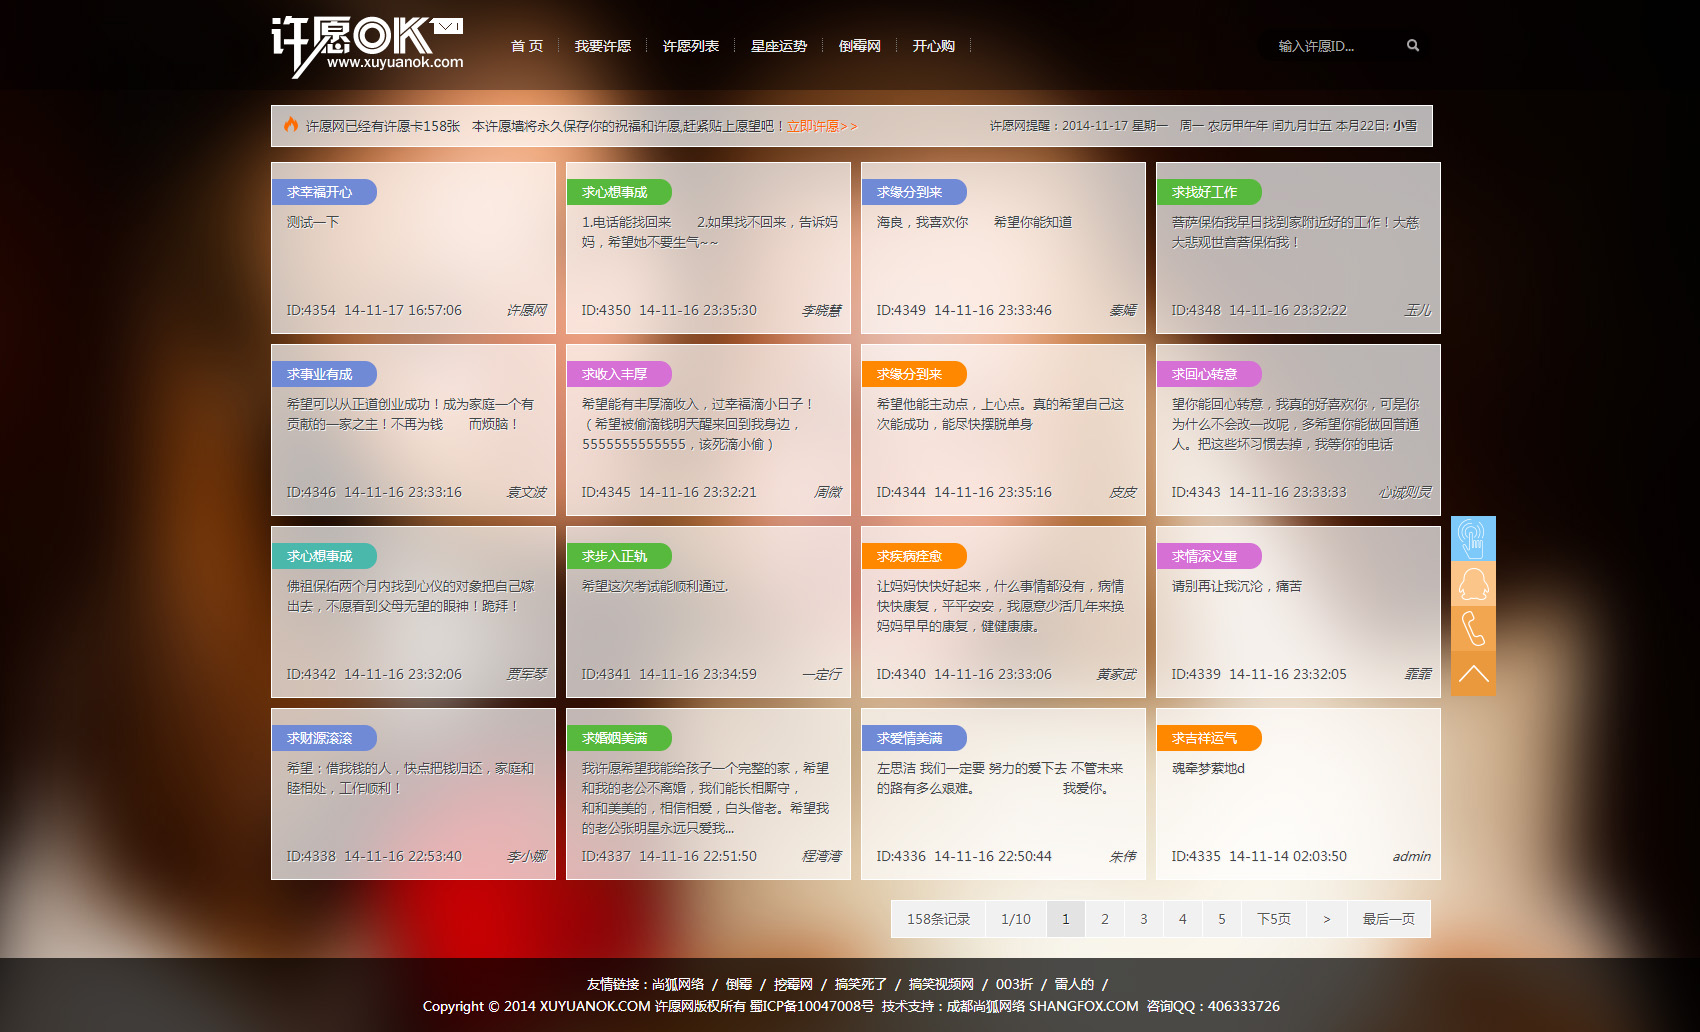 许愿OK
www.xuyuanok.com
首 页 我要许愿 许愿列表 星座运势 倒霉网 开心购
输入许愿ID...
许愿网已经有许愿卡158张 本许愿墙将永久保存你的祝福和许愿,赶紧贴上愿望吧！立即许愿>>
许愿网提醒：2014-11-17 星期一 周一 农历甲午年 闰九月廿五 本月22日: 小雪
求幸福开心
测试一下
ID:4354 14-11-17 16:57:06 许愿网
求心想事成
1.电话能找回来 2.如果找不回来，告诉妈
妈，希望她不要生气~~
ID:4350 14-11-16 23:35:30 李晓慧
求缘分到来
海良，我喜欢你 希望你能知道
ID:4349 14-11-16 23:33:46 秦嫣
求找好工作
菩萨保佑我早日找到家附近好的工作！大慈
大悲观世音菩保佑我！
ID:4348 14-11-16 23:32:22 玉儿
求事业有成
希望可以从正道创业成功！成为家庭一个有
贡献的一家之主！不再为钱 而烦脑！
ID:4346 14-11-16 23:33:16 袁文波
求收入丰厚
希望能有丰厚滴收入，过幸福滴小日子！
（希望被偷滴钱明天醒来回到我身边，
5555555555555，该死滴小偷）
ID:4345 14-11-16 23:32:21 周微
求缘分到来
希望他能主动点，上心点。真的希望自己这
次能成功，能尽快摆脱单身
ID:4344 14-11-16 23:35:16 皮皮
求回心转意
望你能回心转意，我真的好喜欢你，可是你
为什么不会改一改呢，多希望你能做回普通
人。把这些坏习惯去掉，我等你的电话
ID:4343 14-11-16 23:33:33 心诚则灵
求心想事成
佛祖保佑两个月内找到心仪的对象把自己嫁
出去，不愿看到父母无望的眼神！跪拜！
ID:4342 14-11-16 23:32:06 贾军琴
求步入正轨
希望这次考试能顺利通过.
ID:4341 14-11-16 23:34:59 一定行
求疾病痊愈
让妈妈快快好起来，什么事情都没有，病情
快快康复，平平安安，我愿意少活几年来换
妈妈早早的康复，健健康康。
ID:4340 14-11-16 23:33:06 黄家武
求情深义重
请别再让我沉沦，痛苦
ID:4339 14-11-16 23:32:05 霏霏
求财源滚滚
希望：借我钱的人，快点把钱归还，家庭和
睦相处，工作顺利！
ID:4338 14-11-16 22:53:40 李小娜
求婚姻美满
我许愿希望我能给孩子一个完整的家，希望
和我的老公不离婚，我们能长相厮守，
和和美美的，相信相爱，白头偕老。希望我
的老公张明星永远只爱我...
ID:4337 14-11-16 22:51:50 程湾湾
求爱情美满
左思洁 我们一定要 努力的爱下去 不管未来
的路有多么艰难。 我爱你。
ID:4336 14-11-16 22:50:44 朱伟
求吉祥运气
魂牵梦萦地d
ID:4335 14-11-14 02:03:50 admin
158条记录 1/10 1 2 3 4 5 下5页 > 最后一页
友情链接：尚狐网络 / 倒霉 / 挖霉网 / 搞笑死了 / 搞笑视频网 / 003折 / 雷人的 /
Copyright © 2014 XUYUANOK.COM 许愿网版权所有 蜀ICP备10047008号 技术支持：成都尚狐网络 SHANGFOX.COM 咨询QQ：406333726